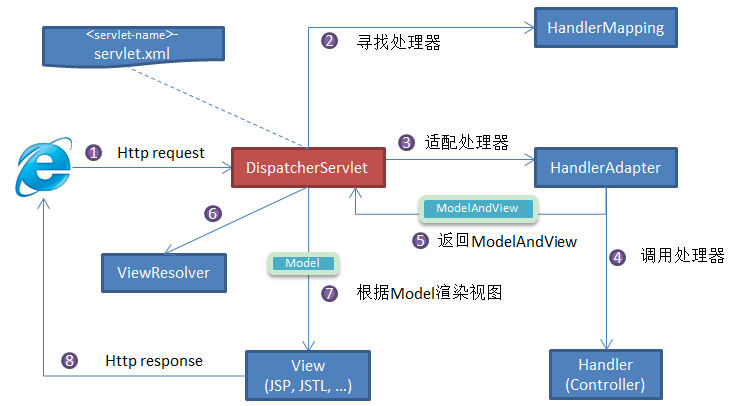 <servlet-name>-
servlet.xml
2 寻找处理器
HandlerMapping
1 Http request
DispatcherServlet
3 适配处理器
HandlerAdapter
ModelAndView
5 返回ModelAndView
6
ViewResolver
Model
4 调用处理器
7 根据Model渲染视图
8 Http response
View
(JSP, JSTL, ...)
Handler
(Controller)